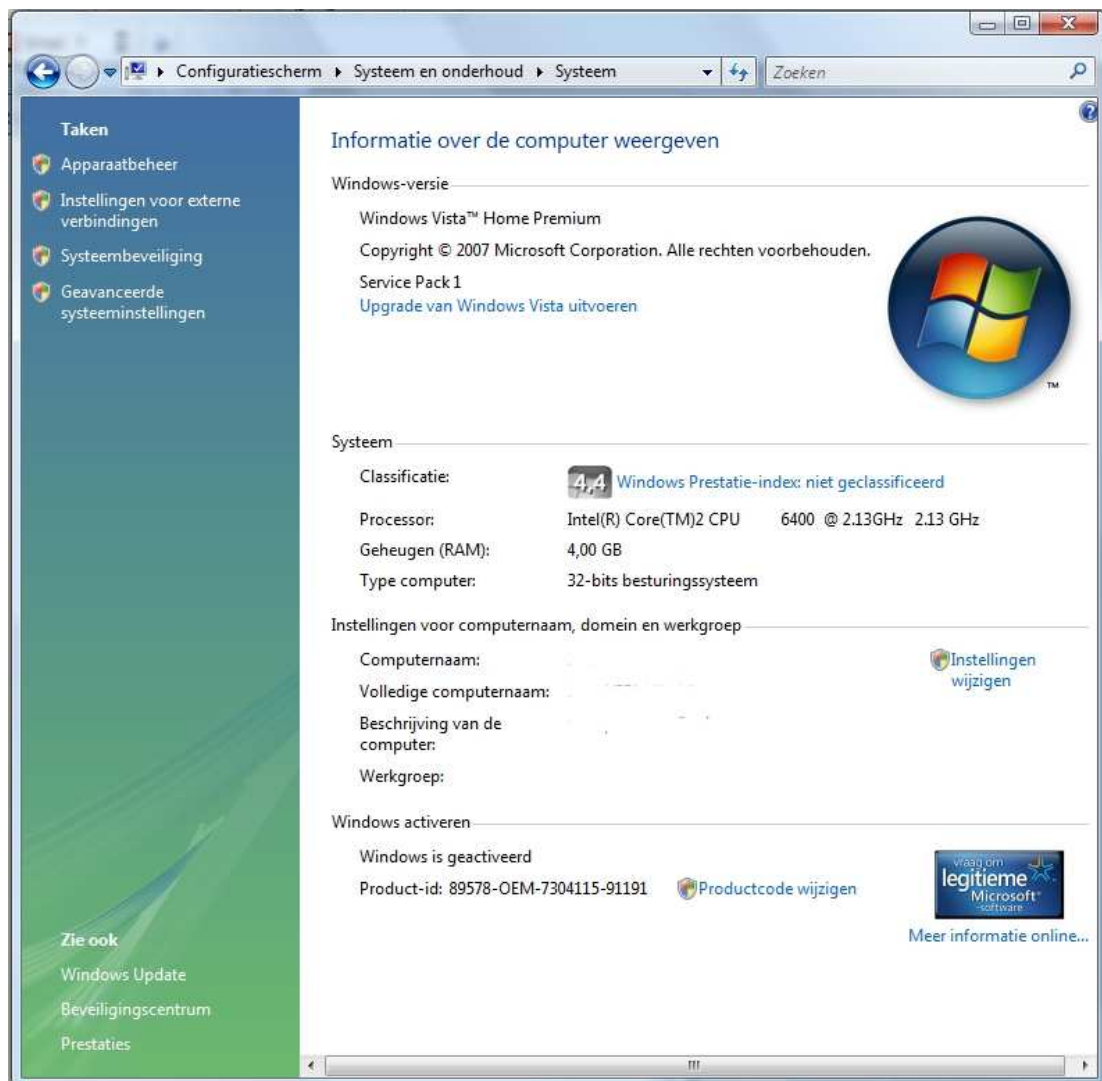 Configuratiescherm ▸ Systeem en onderhoud ▸ Systeem
Zoeken
Taken
Apparaatbeheer
Instellingen voor externe
verbindingen
Systeembeveiliging
Geavanceerde
systeeminstellingen
Informatie over de computer weergeven
Windows-versie
Windows Vista™ Home Premium
Copyright © 2007 Microsoft Corporation. Alle rechten voorbehouden.
Service Pack 1
Upgrade van Windows Vista uitvoeren
TM
Systeem
Classificatie: 4,4 Windows Prestatie-index: niet geclassificeerd
Processor: Intel(R) Core(TM)2 CPU 6400 @ 2.13GHz 2.13 GHz
Geheugen (RAM): 4,00 GB
Type computer: 32-bits besturingssysteem
Instellingen voor computernaam, domein en werkgroep
Computernaam:
Instellingen
wijzigen
Volledige computernaam:
Beschrijving van de
computer:
Werkgroep:
Windows activeren
Windows is geactiveerd
Product-id: 89578-OEM-7304115-91191 Productcode wijzigen
vraag om
legitieme
Microsoft
software
Meer informatie online...
Zie ook
Windows Update
Beveiligingscentrum
Prestaties